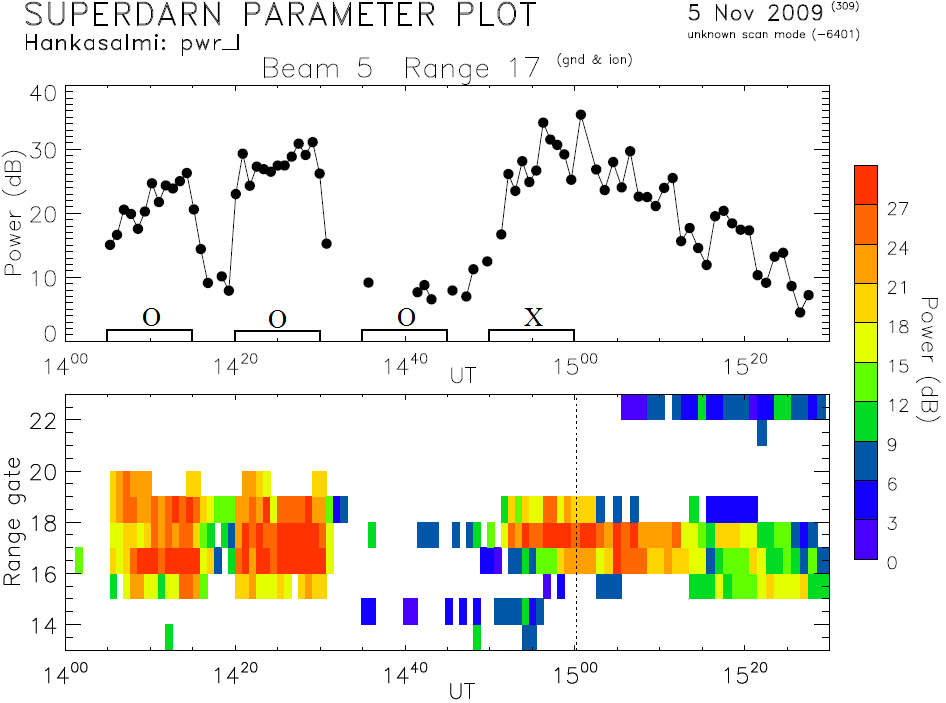 SUPERDARN PARAMETER PLOT
5 Nov 2009 (309)
Hankasalmi: pwr_l
unknown scan mode (-6401)
Beam 5 Range 17 (gnd & ion)
40
30
20
10
0
Power (dB)
O O O X
14 00 14 20 14 40 15 00 15 20
UT
22
20
18
16
14
Range gate
14 00 14 20 14 40 15 00 15 20
UT
27
24
21
18
15
12
9
6
3
0
Power (dB)